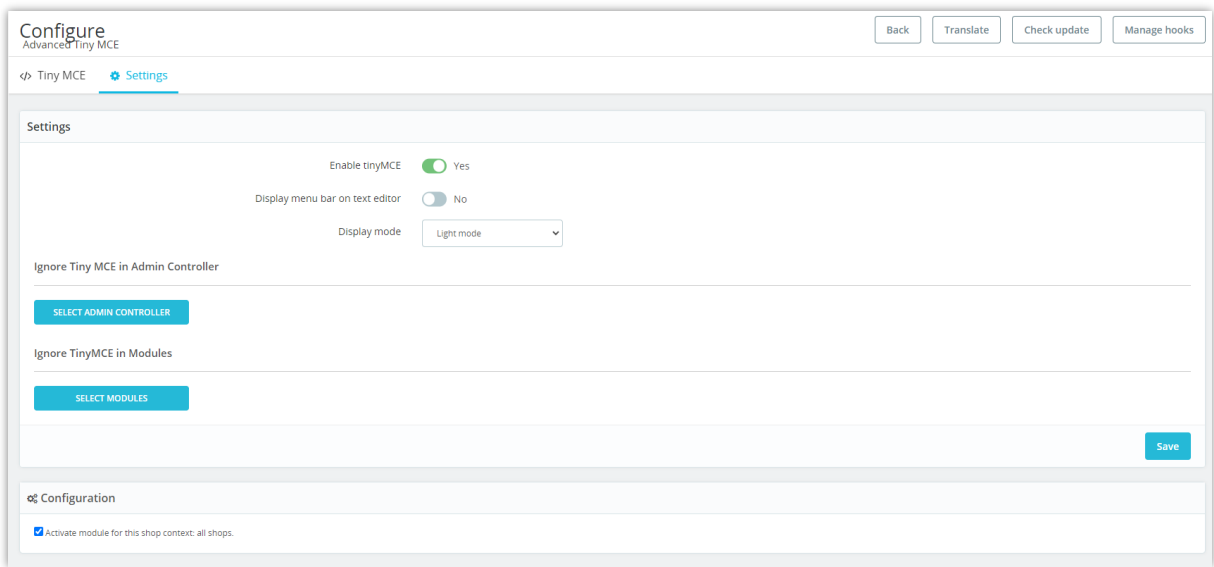 Configure
Advanced Tiny MCE
Back
Translate
Check update
Manage hooks
</> Tiny MCE
Settings
Settings
Enable tinyMCE
Yes
Display menu bar on text editor
No
Display mode
Light mode
Ignore Tiny MCE in Admin Controller
SELECT ADMIN CONTROLLER
Ignore TinyMCE in Modules
SELECT MODULES
Save
Configuration
Activate module for this shop context: all shops.